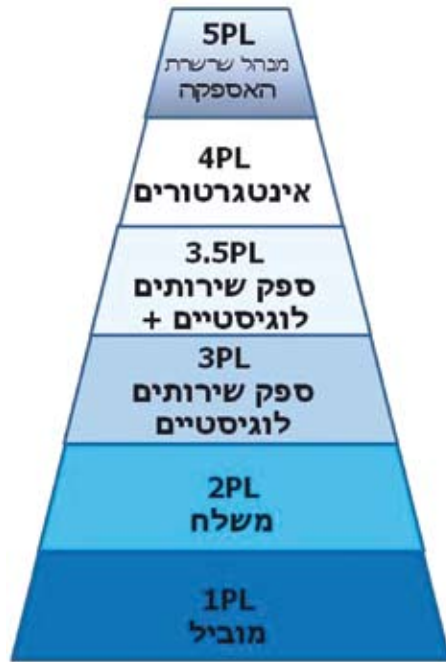 5PL
מנהל שרשרת
האספקה
4PL
אינטגרטורים
3.5PL
ספק שירותים
לוגיסטיים +
3PL
ספק שירותים
לוגיסטיים
2PL
משלח
1PL
מוביל